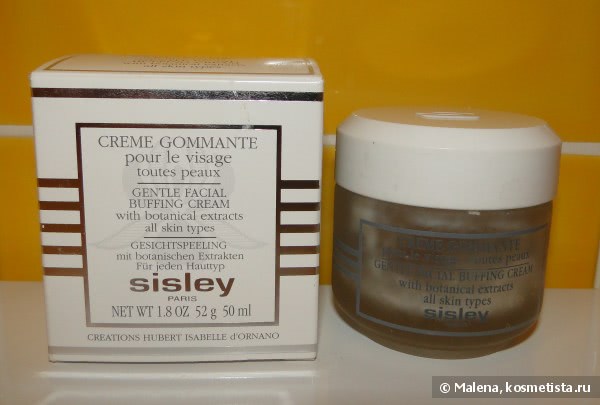 CREME GOMMANTE
pour le visage
toutes peaux
GENTLE FACIAL
BUFFING CREAM
with botanical extracts
all skin types
GESICHTSPEELING
mit botanischen Extrakten
Für jeden Hauttyp
sisley
PARIS
NET WT 1.8 OZ 52 g 50 ml
CREATIONS HUBERT ISABELLE d'ORNANO
CREME GOMMANTE
toutes peaux
GENTLE FACIAL BUFFING CREAM
with botanical extracts
all skin types
sisley
© Malena, kosmetista.ru